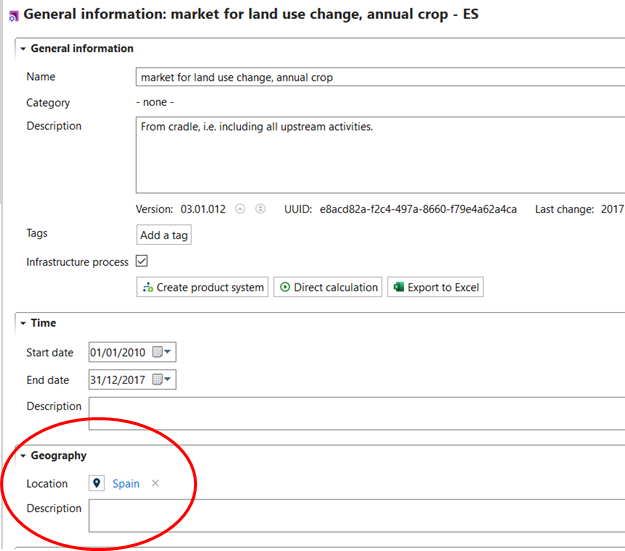 General information: market for land use change, annual crop - ES
General information
Name market for land use change, annual crop
Category - none -
Description From cradle, i.e. including all upstream activities.
Version: 03.01.012 UUID: e8acd82a-f2c4-497a-8660-f79e4a62a4ca Last change: 2017
Tags Add a tag
Infrastructure process
Create product system Direct calculation Export to Excel
Time
Start date 01/01/2010
End date 31/12/2017
Description
Geography
Location Spain
Description